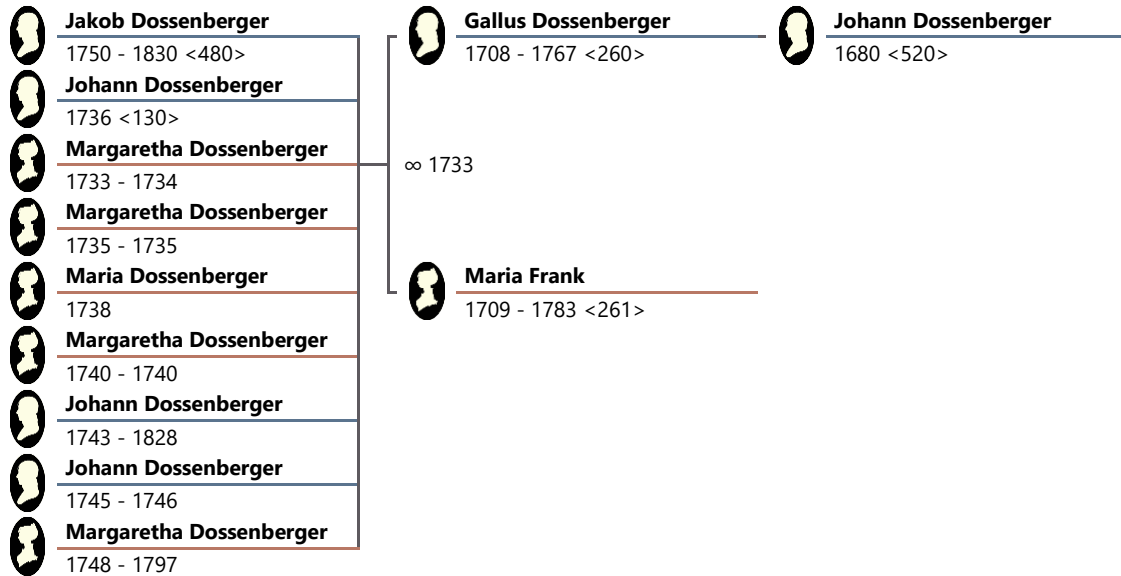 Jakob Dossenberger
1750 - 1830 <480>
Johann Dossenberger
1736 <130>
Margaretha Dossenberger
1733 - 1734
Margaretha Dossenberger
1735 - 1735
Maria Dossenberger
1738
Margaretha Dossenberger
1740 - 1740
Johann Dossenberger
1743 - 1828
Johann Dossenberger
1745 - 1746
Margaretha Dossenberger
1748 - 1797
Gallus Dossenberger
1708 - 1767 <260>
∞ 1733
Maria Frank
1709 - 1783 <261>
Johann Dossenberger
1680 <520>